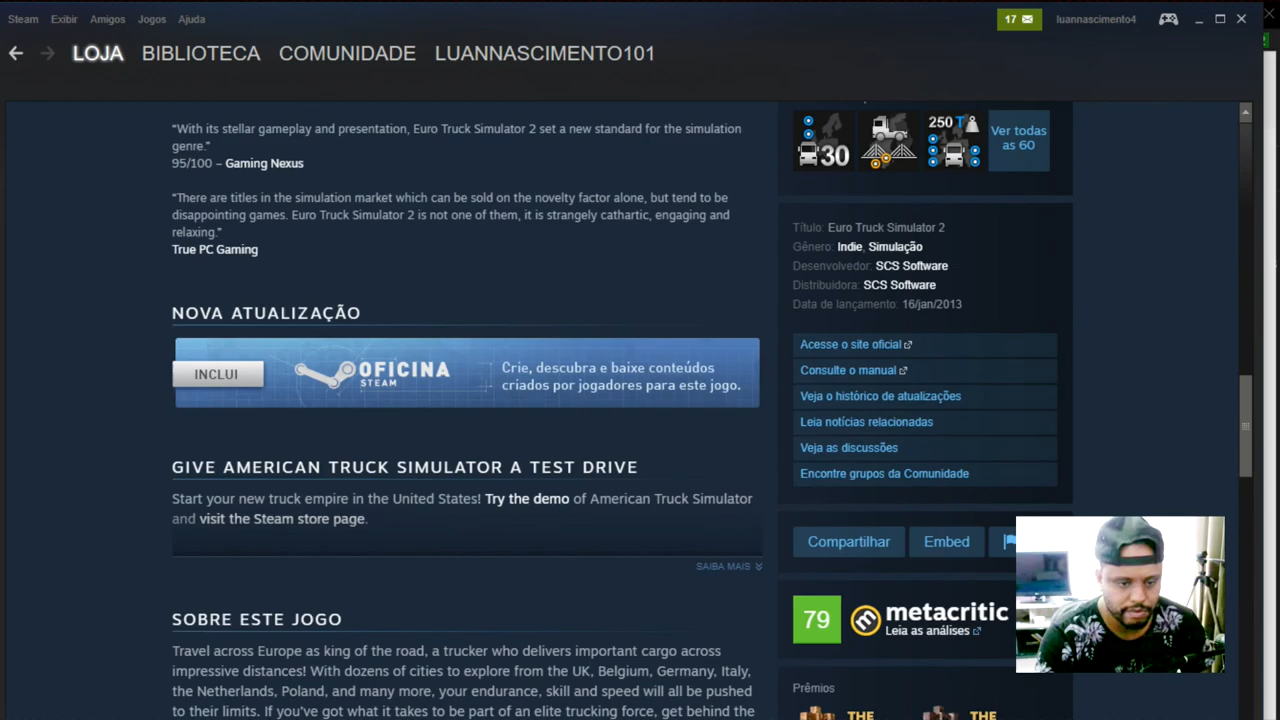 Steam Exibir Amigos Jogos Ajuda
17
luannascimento4
LOJA BIBLIOTECA COMUNIDADE LUANNASCIMENTO101
“With its stellar gameplay and presentation, Euro Truck Simulator 2 set a new standard for the simulation
genre.”
95/100 – Gaming Nexus
“There are titles in the simulation market which can be sold on the novelty factor alone, but tend to be
disappointing games. Euro Truck Simulator 2 is not one of them, it is strangely cathartic, engaging and
relaxing.”
True PC Gaming
NOVA ATUALIZAÇÃO
INCLUI
OFICINA
STEAM
Crie, descubra e baixe conteúdos
criados por jogadores para este jogo.
GIVE AMERICAN TRUCK SIMULATOR A TEST DRIVE
Start your new truck empire in the United States! Try the demo of American Truck Simulator
and visit the Steam store page.
SAIBA MAIS
SOBRE ESTE JOGO
Travel across Europe as king of the road, a trucker who delivers important cargo across
impressive distances! With dozens of cities to explore from the UK, Belgium, Germany, Italy,
the Netherlands, Poland, and many more, your endurance, skill and speed will all be pushed
to their limits. If you’ve got what it takes to be part of an elite trucking force, get behind the
30
250 T
Ver todas
as 60
Título: Euro Truck Simulator 2
Gênero: Indie, Simulação
Desenvolvedor: SCS Software
Distribuidora: SCS Software
Data de lançamento: 16/jan/2013
Acesse o site oficial
Consulte o manual
Veja o histórico de atualizações
Leia notícias relacionadas
Veja as discussões
Encontre grupos da Comunidade
Compartilhar
Embed
79
metacritic
Leia as análises
Prêmios
THE
THE